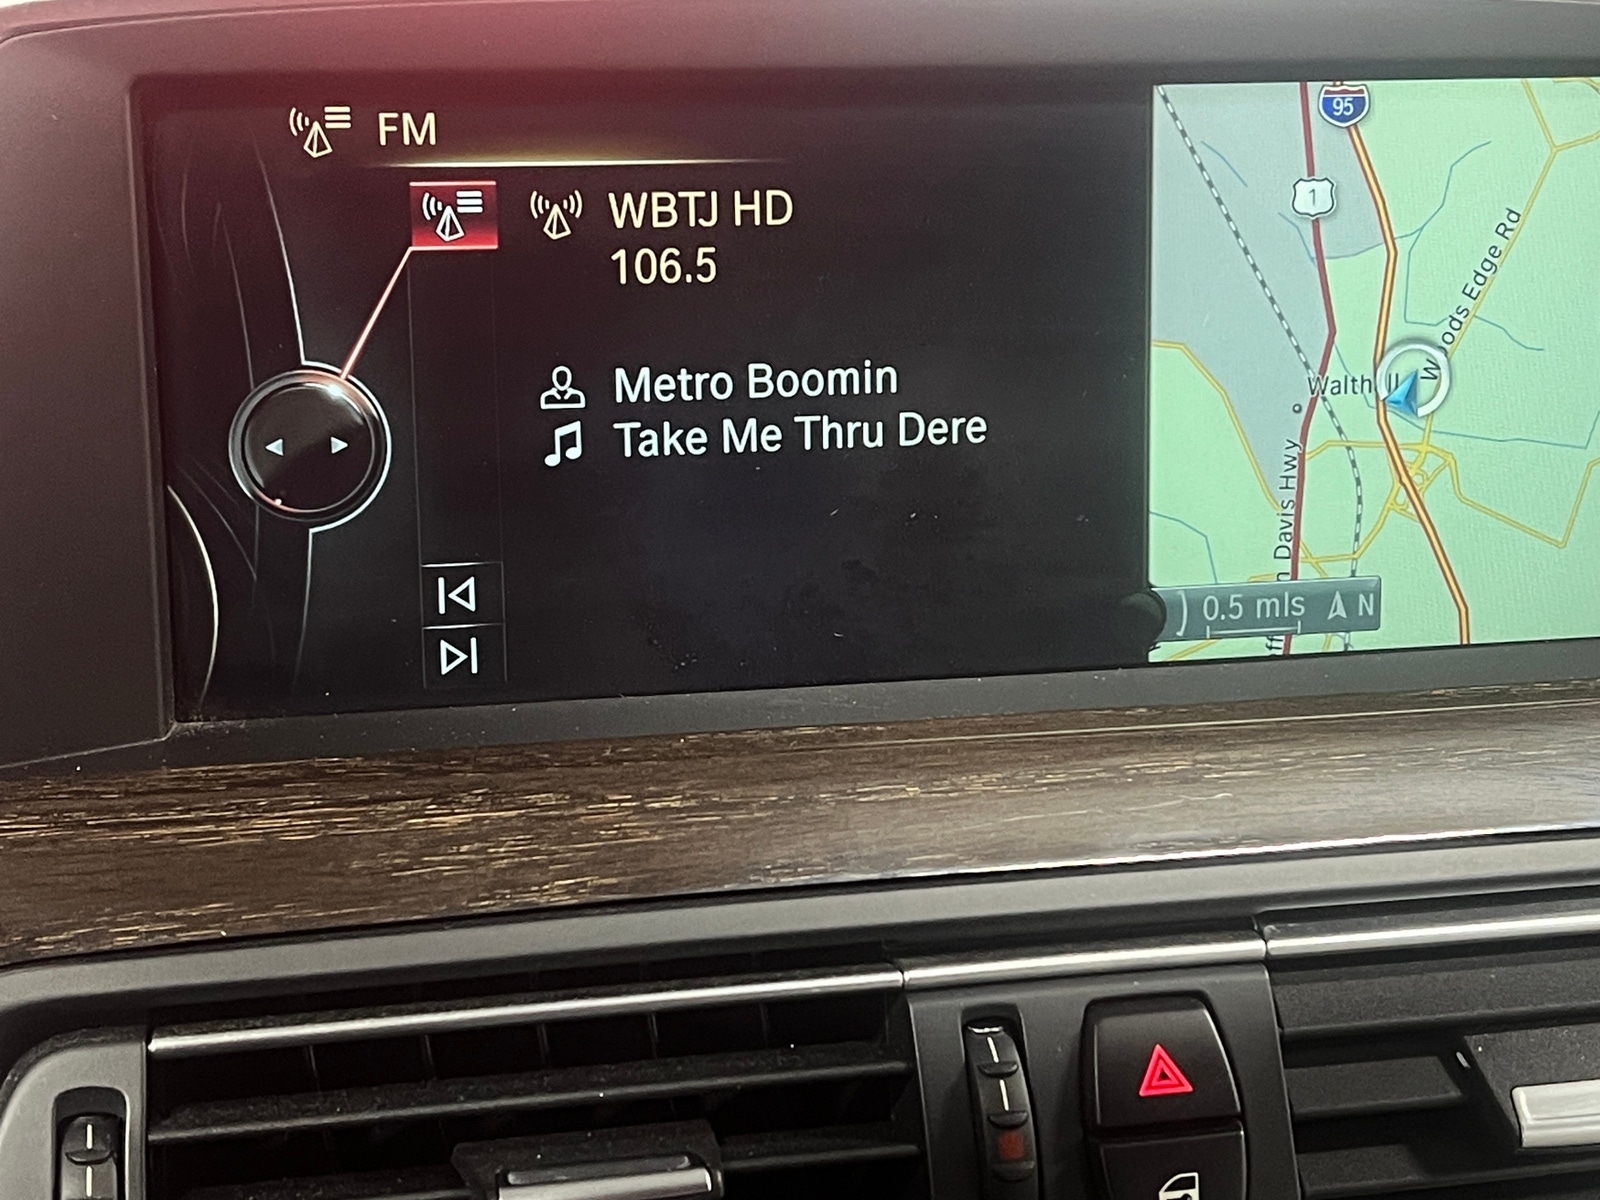 FM
WBTJ HD
106.5
Metro Boomin
Take Me Thru Dere
95
1
Woods Edge Rd
Davis Hwy
0.5 mls
N